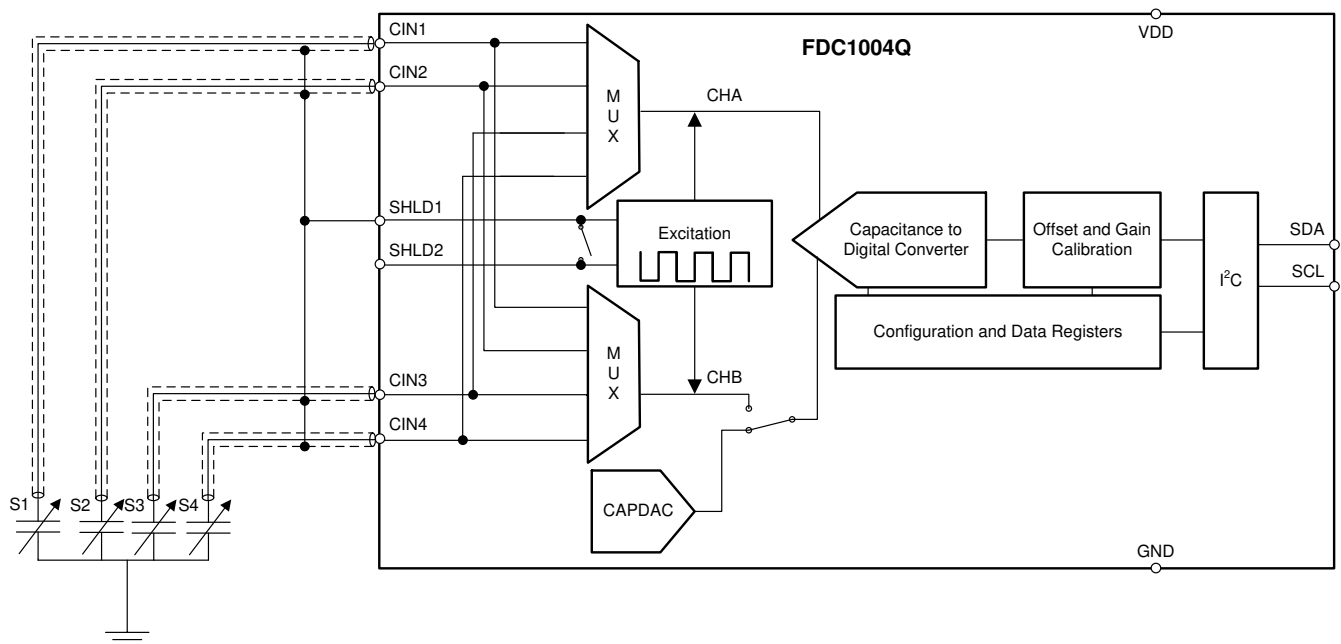 CIN1
VDD
FDC1004Q
CIN2
M
U
X
CHA
SHLD1
Excitation
Capacitance to
Digital Converter
Offset and Gain
Calibration
SDA
SHLD2
SCL
I²C
Configuration and Data Registers
M
U
X
CIN3
CHB
CIN4
S1
S2
S3
S4
CAPDAC
GND